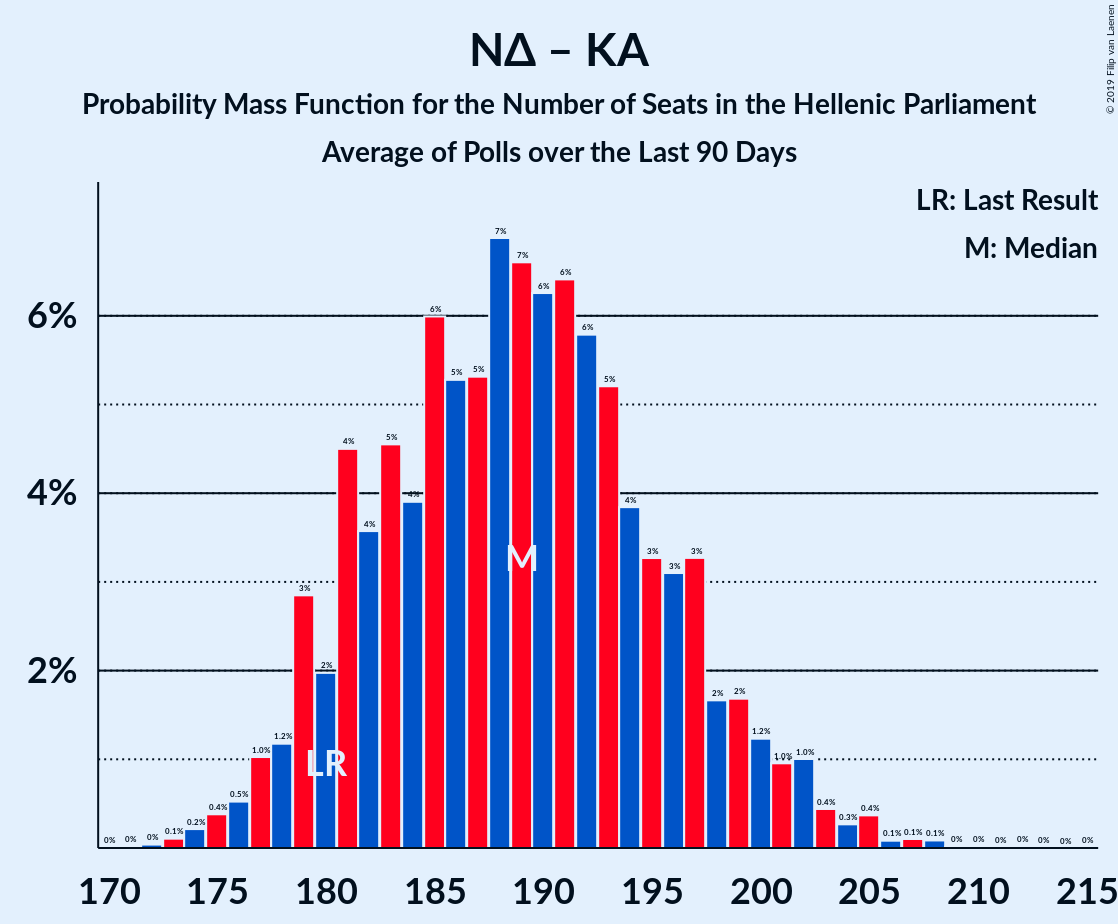 ΝΔ – ΚΑ
Probability Mass Function for the Number of Seats in the Hellenic Parliament
Average of Polls over the Last 90 Days
© 2019 Filip van Laenen
LR: Last Result
M: Median
6%
4%
2%
0% 0% 0% 0.1% 0.2% 0.4% 0.5% 1.0% 1.2% 3% 2% 4% 4% 5% 4% 6% 5% 5% 7% 7% 6% 6% 6% 5% 4% 3% 3% 3% 2% 2% 1.2% 1.0% 1.0% 0.4% 0.3% 0.4% 0.1% 0.1% 0.1% 0% 0% 0% 0% 0% 0% 0%
M
LR
170 175 180 185 190 195 200 205 210 215